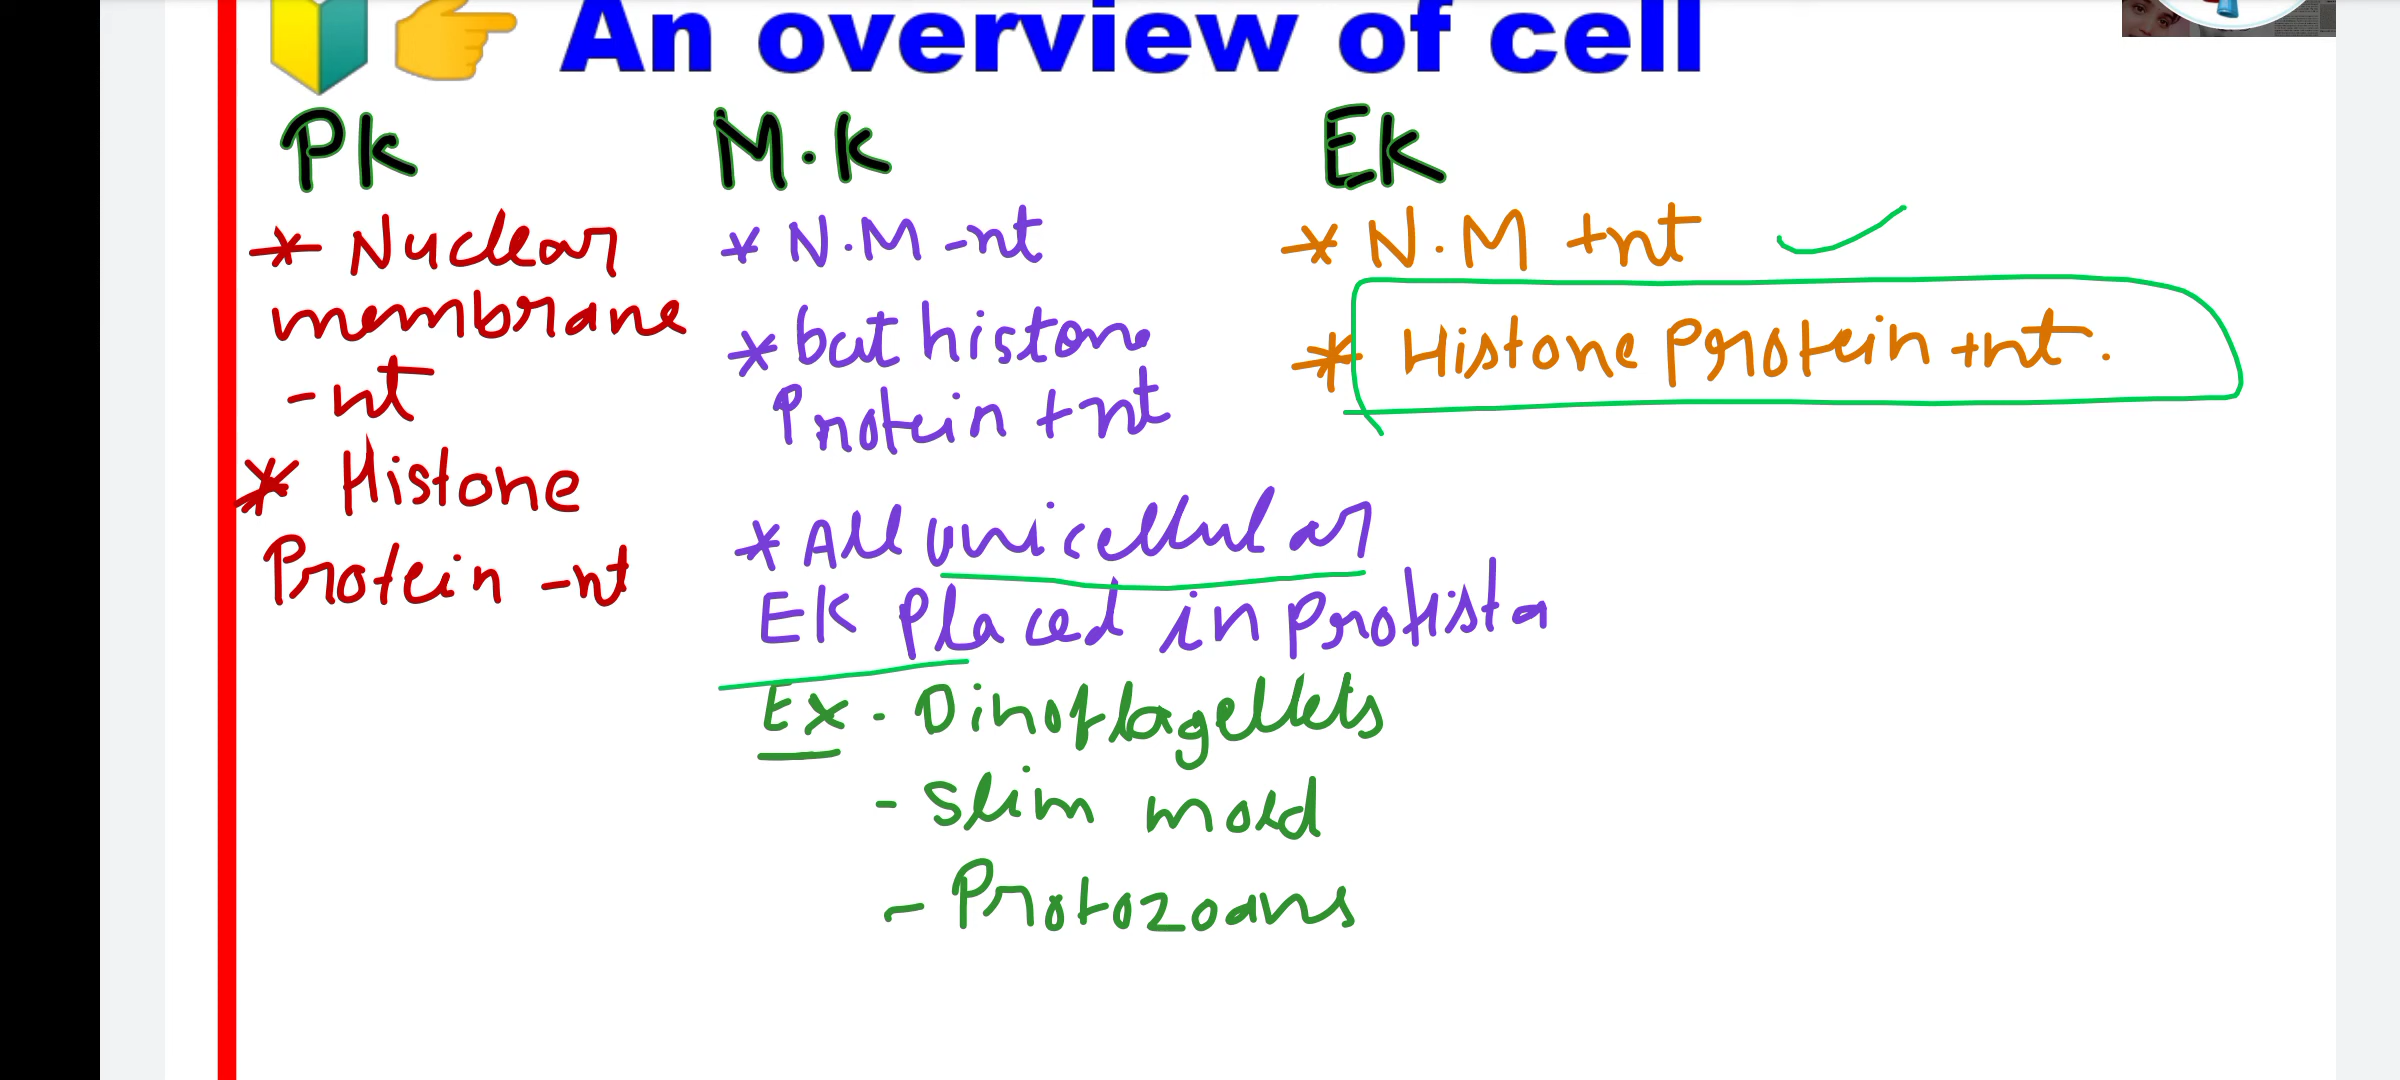 An overview of cell
Pk
* Nuclear
membrane
-nt
* Histone
Protein -nt
M.k
* N.M -nt
* but histone
Protein +nt
* All unicellular
EK Placed in protista
Ex - Dinoflagellets
- Slim mold
- Protozoans
Ek
* N.M +nt
* Histone Protein +nt.